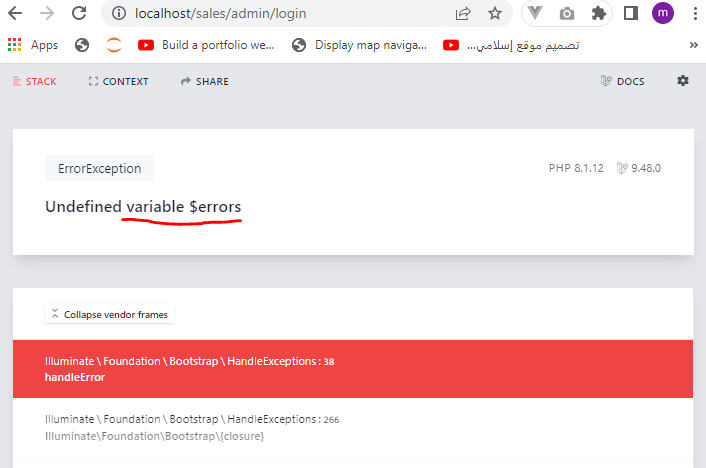 localhost/sales/admin/login
m
Apps
Build a portfolio we...
Display map naviga...
تصميم موقع إسلامي...
»
STACK
CONTEXT
SHARE
DOCS
ErrorException
PHP 8.1.12
9.48.0
Undefined variable $errors
Collapse vendor frames
Illuminate \ Foundation \ Bootstrap \ HandleExceptions : 38
handleError
Illuminate \ Foundation \ Bootstrap \ HandleExceptions : 266
Illuminate\Foundation\Bootstrap\{closure}